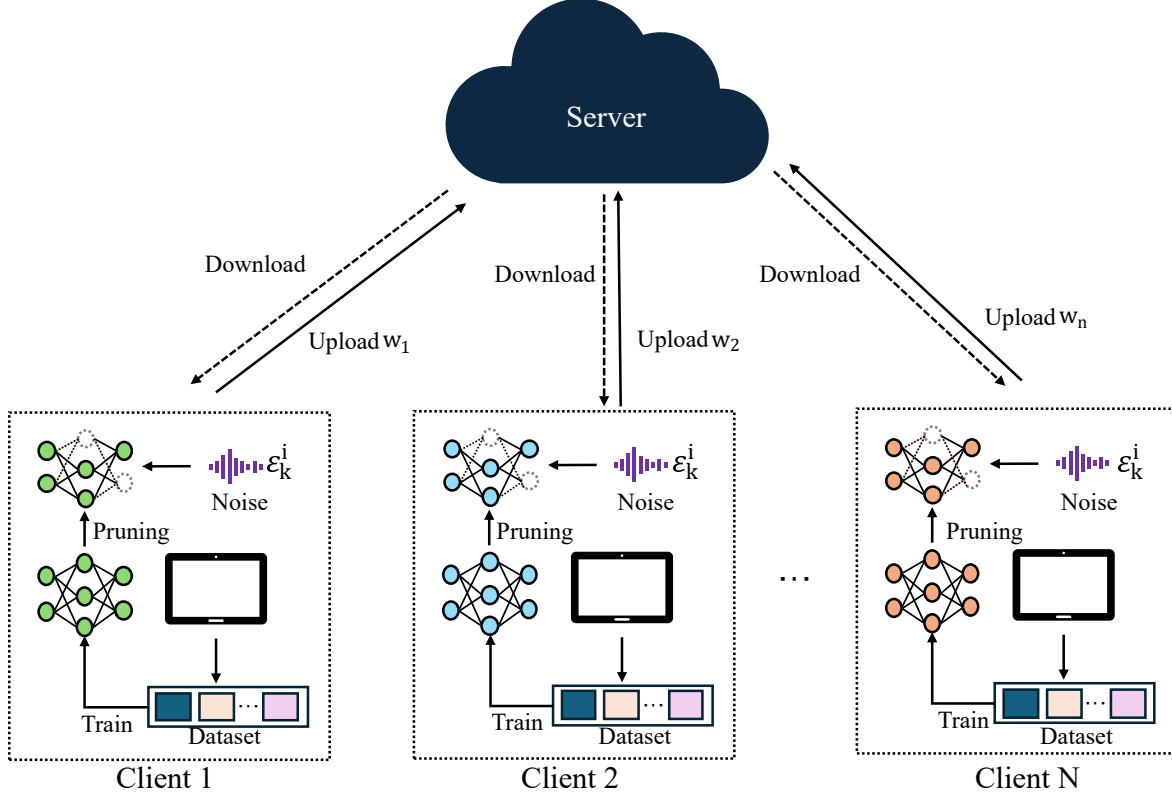 Server
Download
Upload w₁
Download
Upload w₂
Download
Upload wₙ
εₖⁱ
Noise
Pruning
Train
Dataset
Client 1
εₖⁱ
Noise
Pruning
Train
Dataset
Client 2
...
εₖⁱ
Noise
Pruning
Train
Dataset
Client N